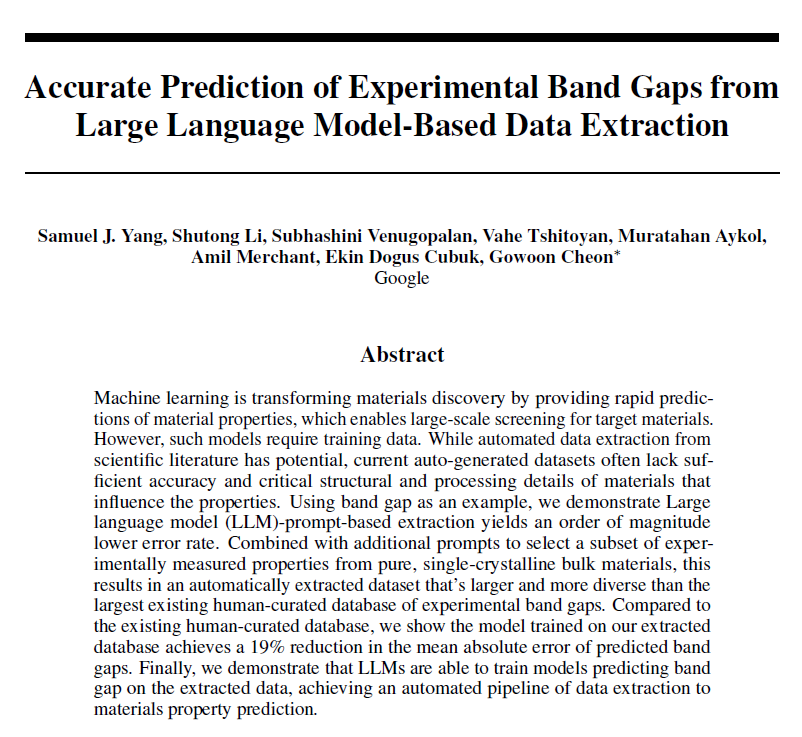 Accurate Prediction of Experimental Band Gaps from
Large Language Model-Based Data Extraction
Samuel J. Yang, Shutong Li, Subhashini Venugopalan, Vahe Tshitoyan, Muratahan Aykol,
Amil Merchant, Ekin Dogus Cubuk, Gowoon Cheon*
Google
Abstract
Machine learning is transforming materials discovery by providing rapid predic-
tions of material properties, which enables large-scale screening for target materials.
However, such models require training data. While automated data extraction from
scientific literature has potential, current auto-generated datasets often lack suf-
ficient accuracy and critical structural and processing details of materials that
influence the properties. Using band gap as an example, we demonstrate Large
language model (LLM)-prompt-based extraction yields an order of magnitude
lower error rate. Combined with additional prompts to select a subset of exper-
imentally measured properties from pure, single-crystalline bulk materials, this
results in an automatically extracted dataset that's larger and more diverse than the
largest existing human-curated database of experimental band gaps. Compared to
the existing human-curated database, we show the model trained on our extracted
database achieves a 19% reduction in the mean absolute error of predicted band
gaps. Finally, we demonstrate that LLMs are able to train models predicting band
gap on the extracted data, achieving an automated pipeline of data extraction to
materials property prediction.